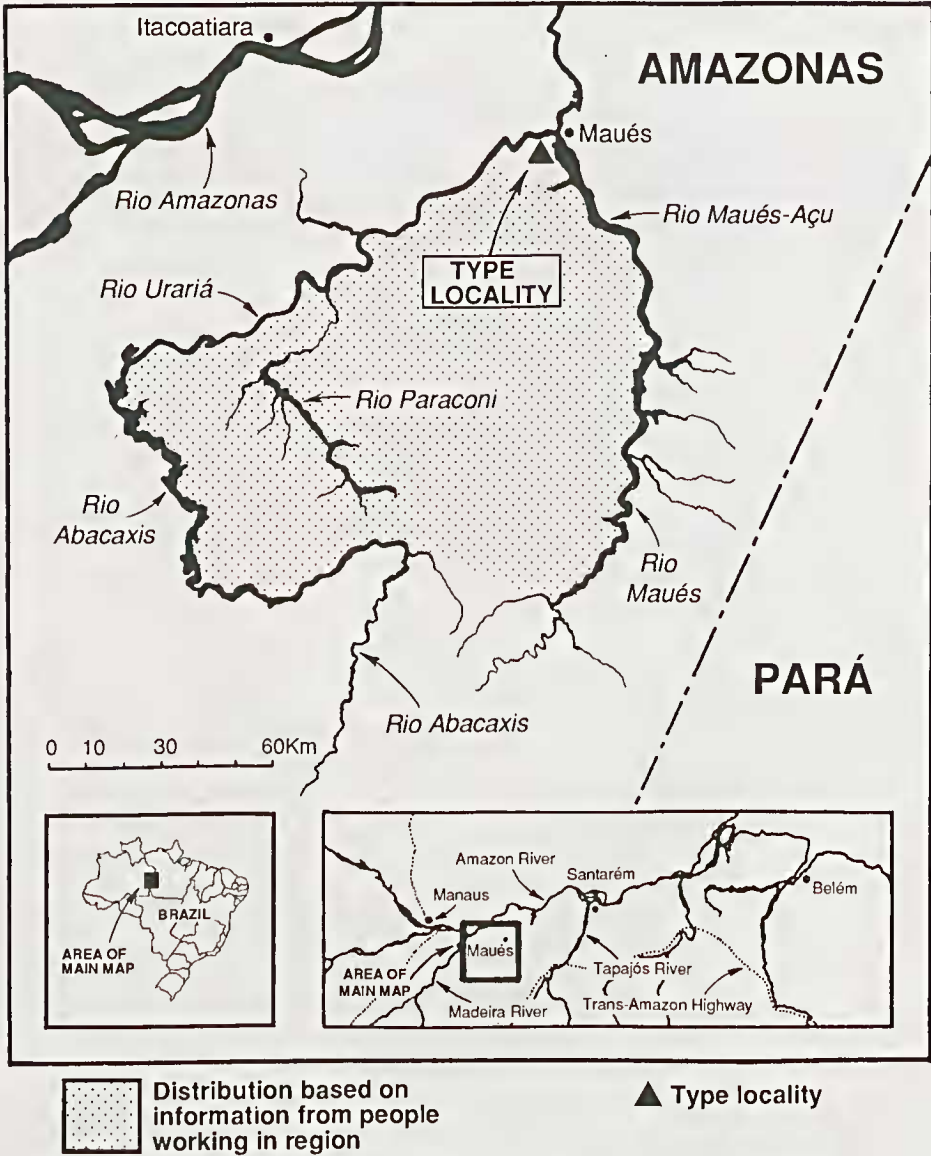 Itacoatiara
AMAZONAS
Maués
Rio Amazonas
Rio Maués-Açu
TYPE
LOCALITY
Rio Urariá
Rio Paraconi
Rio
Abacaxis
Rio
Maués
PARÁ
Rio Abacaxis
0 10 30 60Km
BRAZIL
AREA OF
MAIN MAP
Amazon River
Santarém
Manaus
Belém
Maués
AREA OF
MAIN MAP
Tapajós River
Madeira River
Trans-Amazon Highway
Distribution based on
information from people
working in region
Type locality